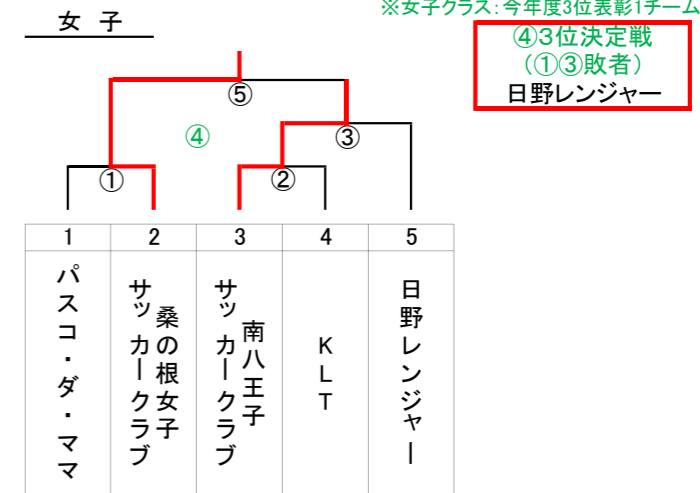 ※女子クラス：今年度3位表彰1チーム
女 子
④3位決定戦
（①③敗者）
日野レンジャー
⑤
④
③
①
②
1
2
3
4
5
パスコ・ダ・ママ
桑の根女子
サッカークラブ
南八王子
サッカークラブ
KLT
日野レンジャー